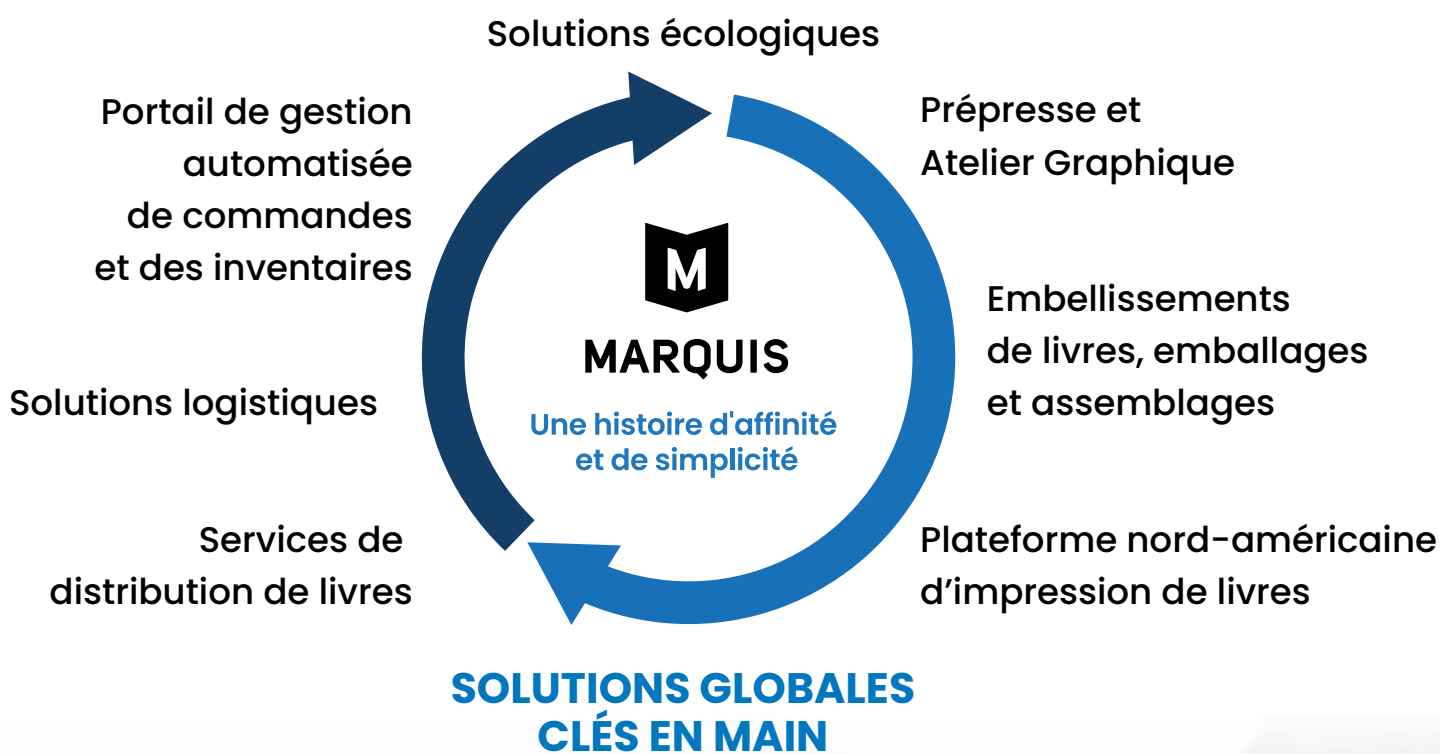 Solutions écologiques
Portail de gestion
automatisée
de commandes
et des inventaires
Prépresse et
Atelier Graphique
M
MARQUIS
Une histoire d'affinité
et de simplicité
Embellissements
de livres, emballages
et assemblages
Solutions logistiques
Services de
distribution de livres
Plateforme nord-américaine
d’impression de livres
SOLUTIONS GLOBALES
CLÉS EN MAIN